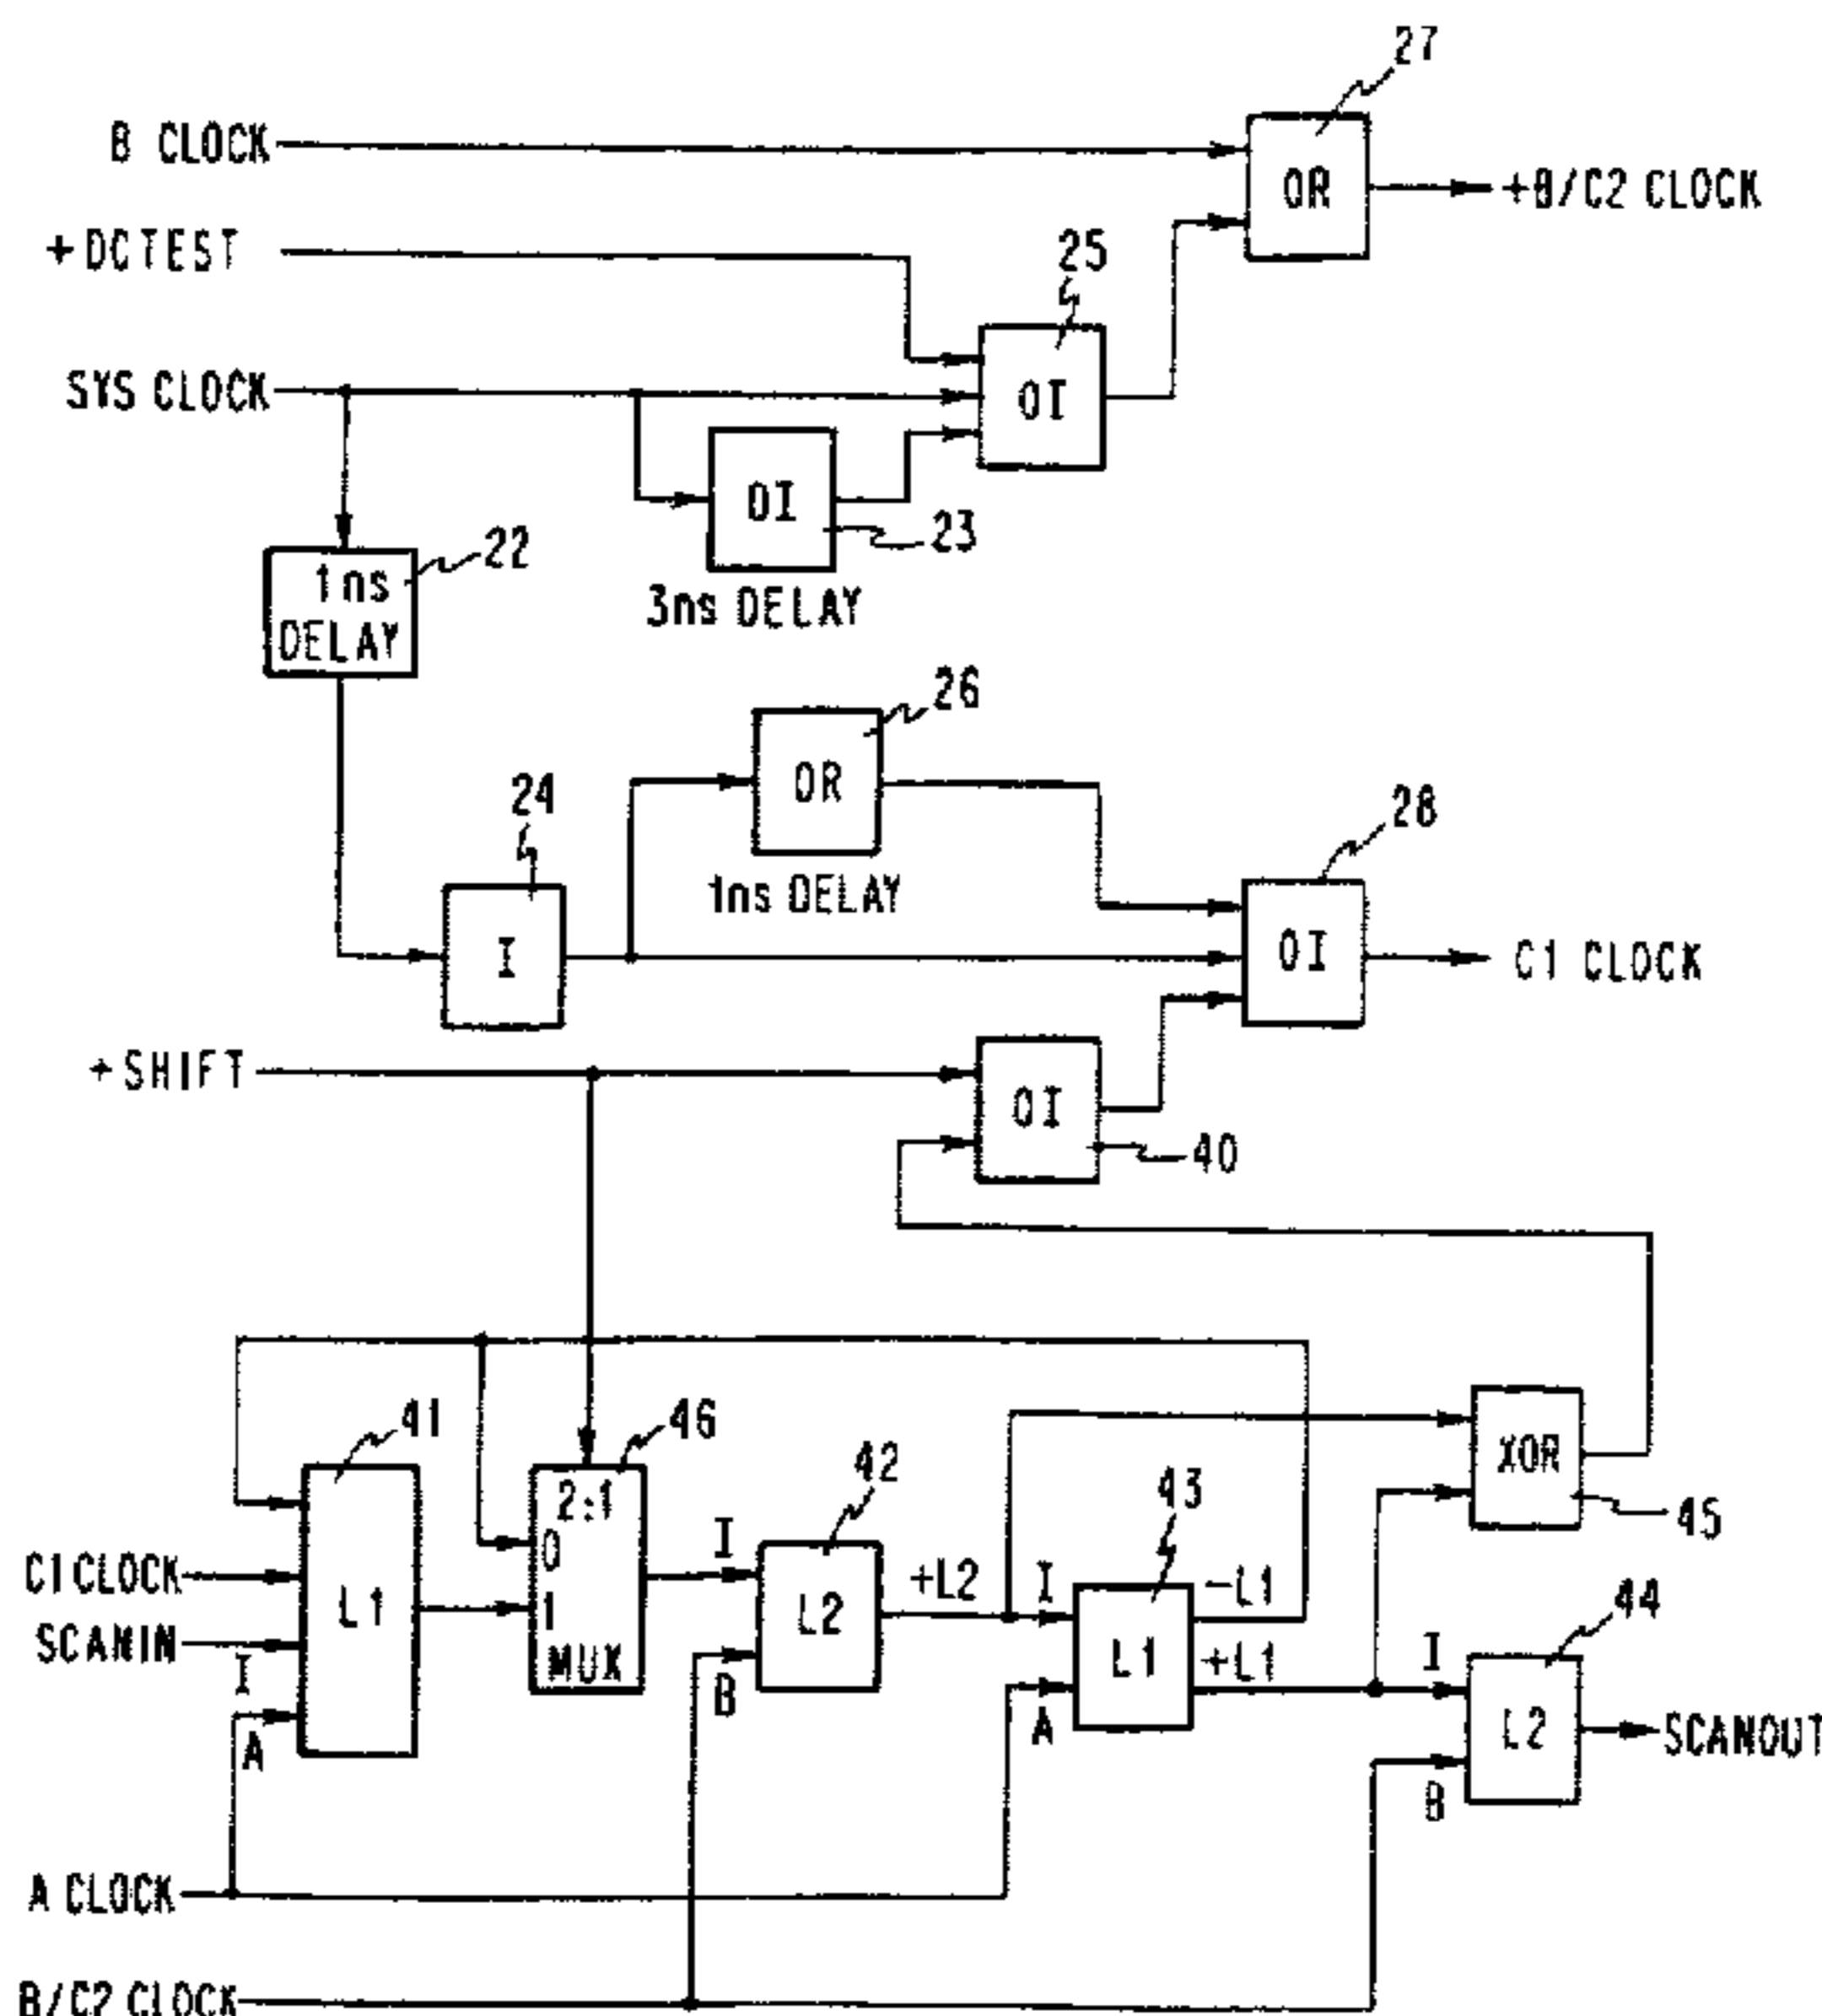 27
B CLOCK
OR
+B/C2 CLOCK
+DCTEST
25
SYS CLOCK
OI
OI
23
22
1ns
DELAY
3ns DELAY
26
OR
24
28
1ns DELAY
I
OI
C1 CLOCK
+SHIFT
OI
40
41
46
42
43
XOR
45
2:1
0
1
MUX
I
L2
B
+L2
I
-L1
+L1
L1
A
44
I
L2
B
C1 CLOCK
L1
SCANIN
I
A
SCANOUT
A CLOCK
B/C2 CLOCK